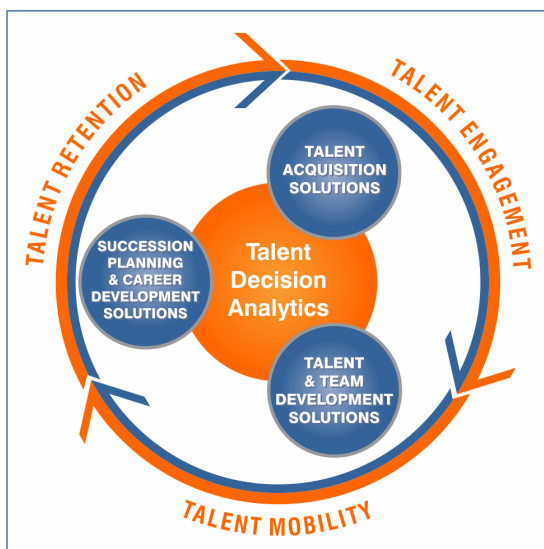 TALENT RETENTION
TALENT ENGAGEMENT
TALENT
ACQUISITION
SOLUTIONS
SUCCESSION
PLANNING
& CAREER
DEVELOPMENT
SOLUTIONS
Talent
Decision
Analytics
TALENT
& TEAM
DEVELOPMENT
SOLUTIONS
TALENT MOBILITY